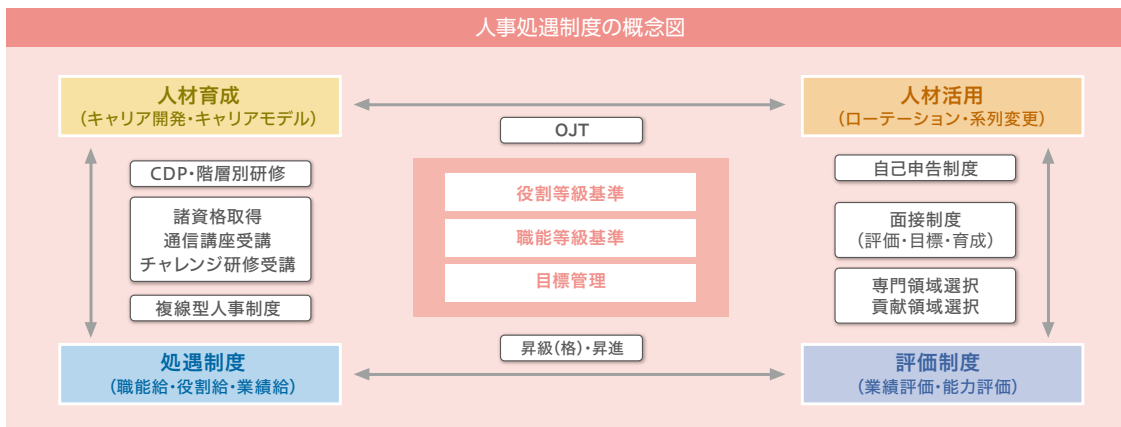 人事処遇制度の概念図
人材育成
(キャリア開発・キャリアモデル)
人材活用
(ローテーション・系列変更)
OJT
CDP・階層別研修
諸資格取得
通信講座受講
チャレンジ研修受講
複線型人事制度
役割等級基準
職能等級基準
目標管理
自己申告制度
面接制度
(評価・目標・育成)
専門領域選択
貢献領域選択
昇級(格)・昇進
処遇制度
(職能給・役割給・業績給)
評価制度
(業績評価・能力評価)